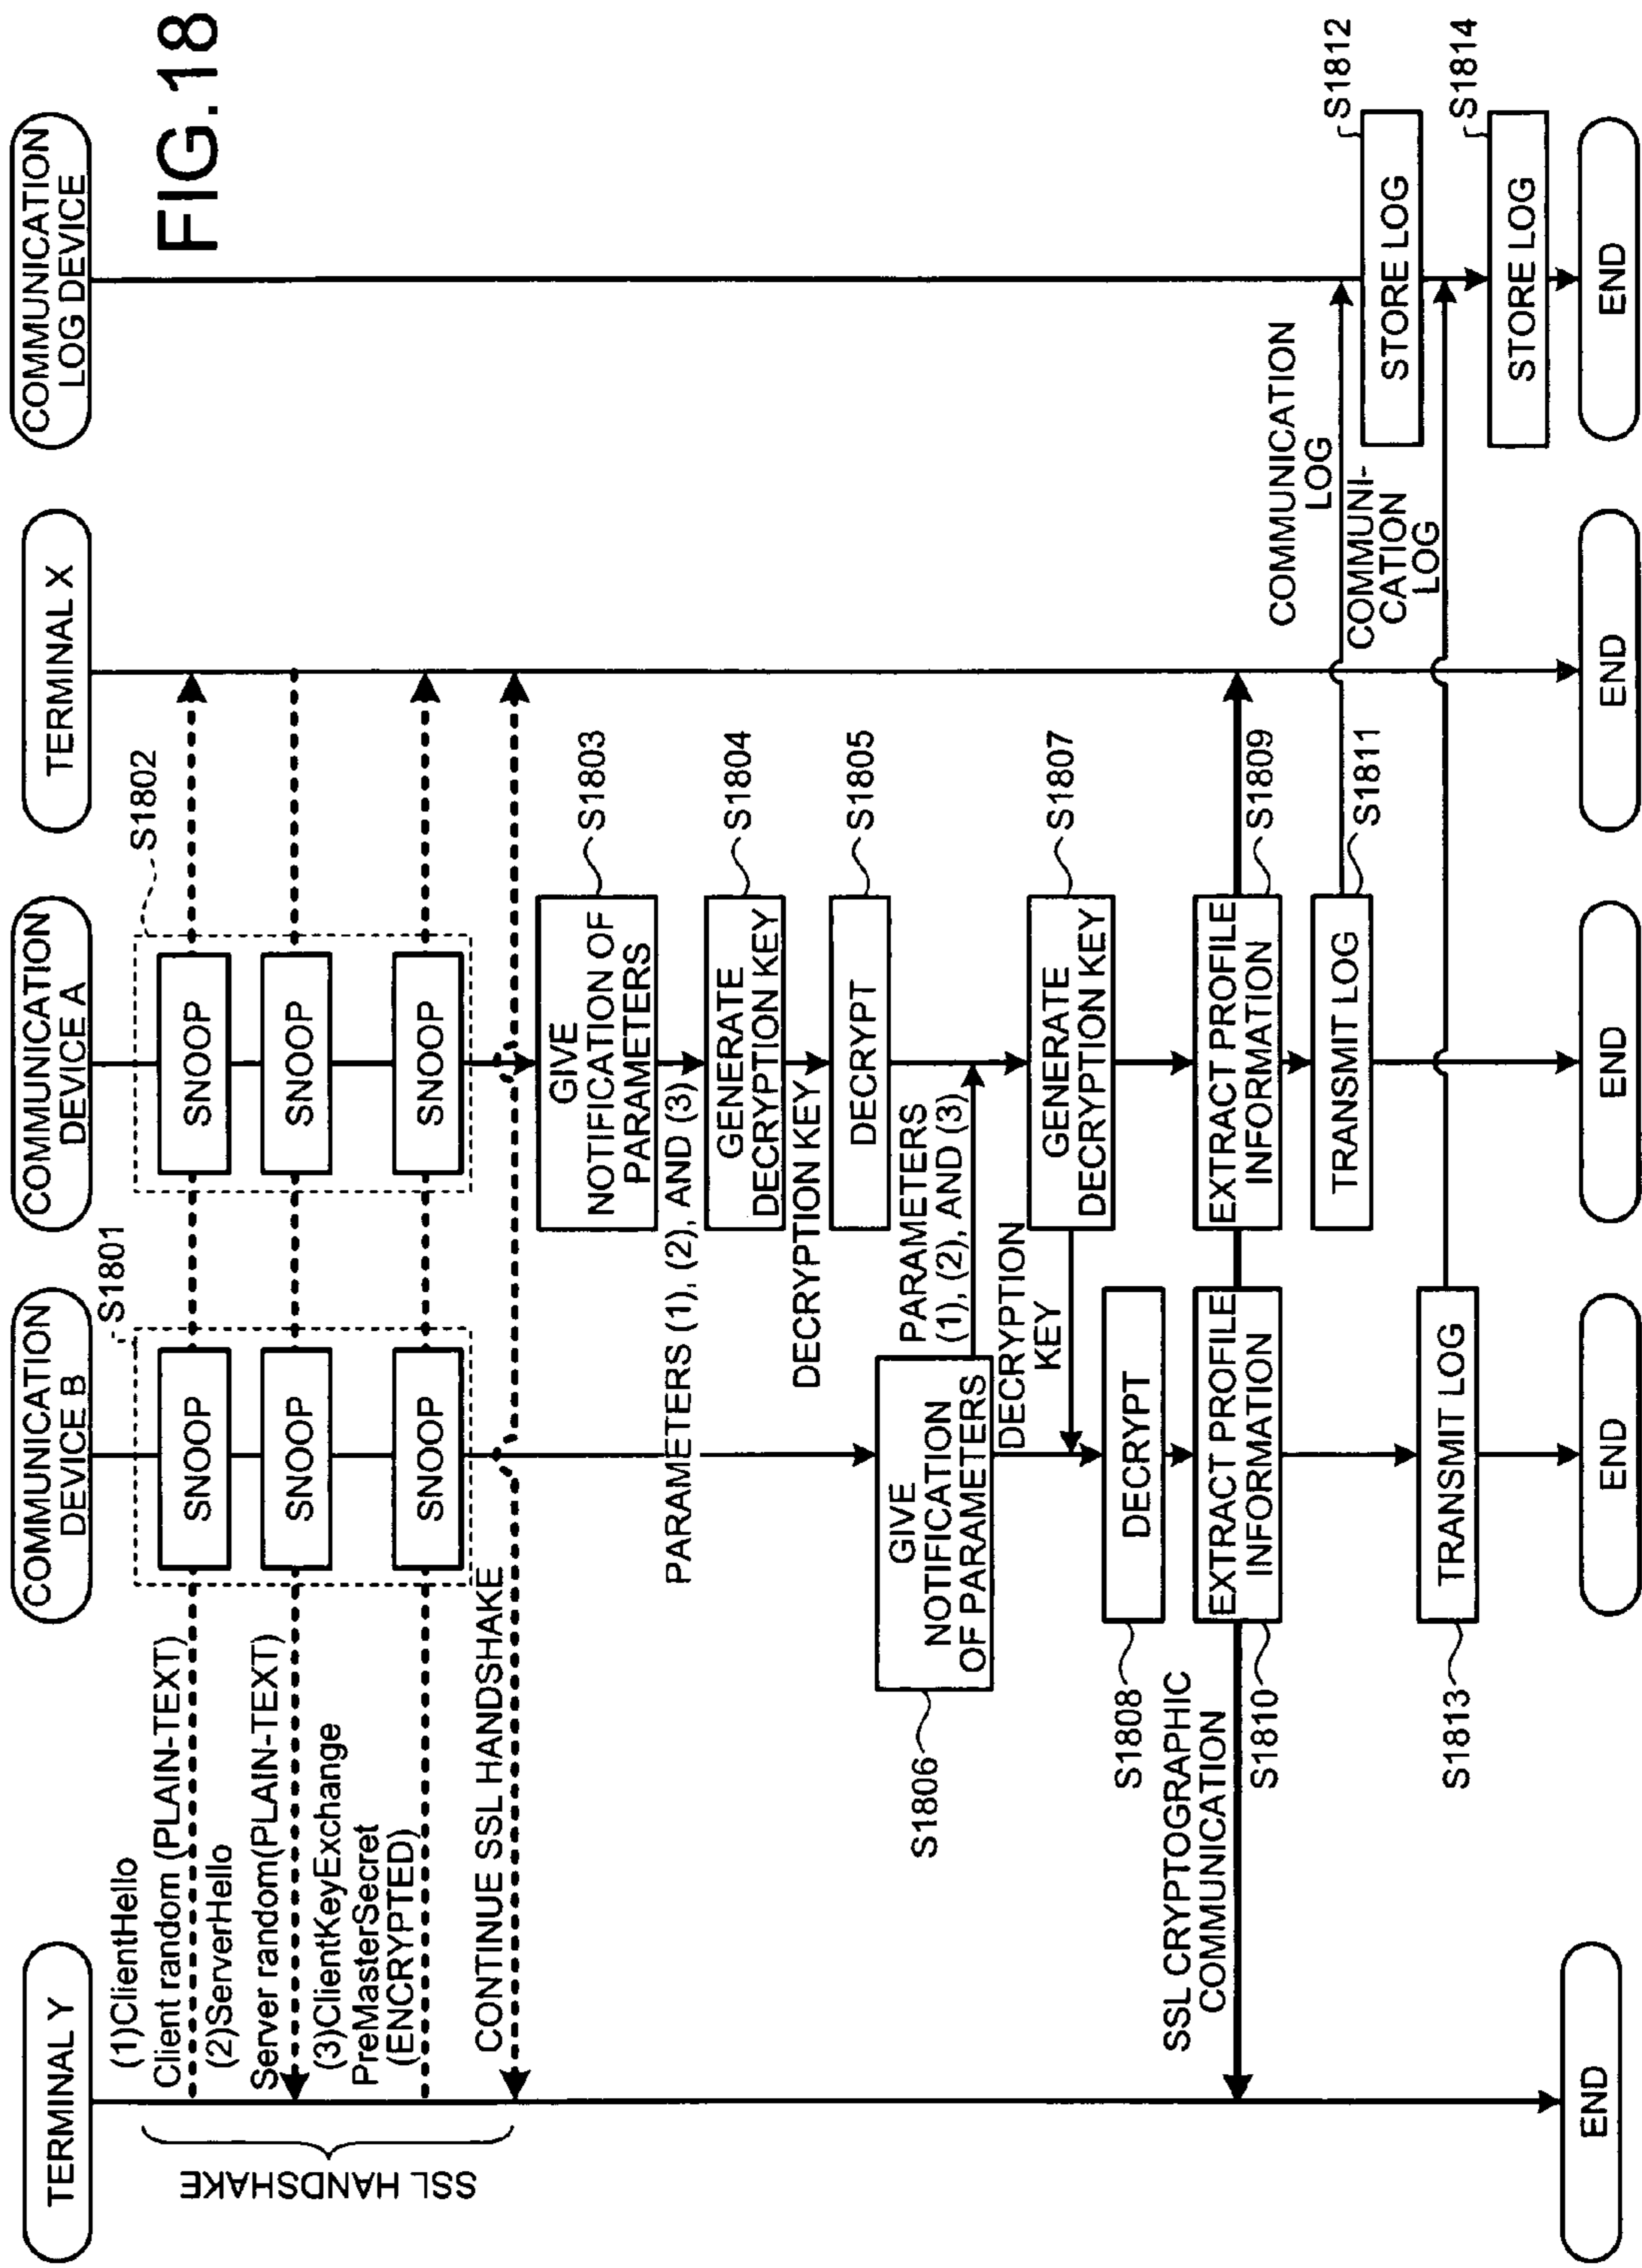 FIG.18
TERMINAL Y
COMMUNICATION
DEVICE B
COMMUNICATION
DEVICE A
TERMINAL X
COMMUNICATION
LOG DEVICE
SSL HANDSHAKE
(1)ClientHello
Client random (PLAIN-TEXT)
(2)ServerHello
Server random(PLAIN-TEXT)
(3)ClientKeyExchange
PreMasterSecret
(ENCRYPTED)
CONTINUE SSL HANDSHAKE
S1801
SNOOP
SNOOP
SNOOP
S1802
SNOOP
SNOOP
SNOOP
GIVE
NOTIFICATION OF
PARAMETERS
S1803
PARAMETERS (1), (2), AND (3)
GENERATE
DECRYPTION KEY
S1804
DECRYPTION KEY
DECRYPT
S1805
GIVE
NOTIFICATION
OF PARAMETERS
S1806
PARAMETERS
(1), (2), AND (3)
GENERATE
DECRYPTION KEY
S1807
DECRYPTION
KEY
DECRYPT
S1808
SSL CRYPTOGRAPHIC
COMMUNICATION
EXTRACT PROFILE
INFORMATION
S1810
EXTRACT PROFILE
INFORMATION
S1809
TRANSMIT LOG
S1811
COMMUNICATION
LOG
STORE LOG
S1812
TRANSMIT LOG
S1813
COMMUNI-
CATION
LOG
STORE LOG
S1814
END
END
END
END
END